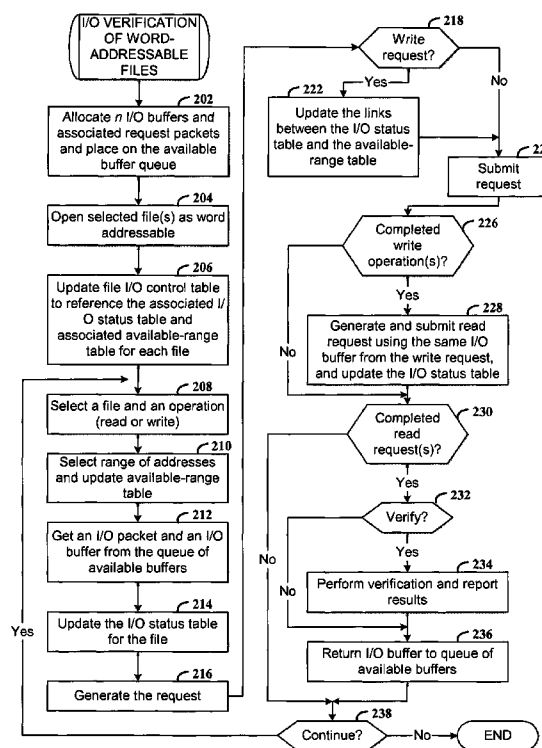 I/O VERIFICATION
OF WORD-
ADDRESSABLE
FILES
202
Allocate n I/O buffers and
associated request packets
and place on the available
buffer queue
204
Open selected file(s) as word
addressable
206
Update file I/O control table
to reference the associated I/
O status table and
associated available-range
table for each file
208
Select a file and an operation
(read or write)
210
Select range of addresses
and update available-range
table
212
Get an I/O packet and an I/O
buffer from the queue of
available buffers
214
Update the I/O status table
for the file
216
Generate the request
Yes
218
Write
request?
Yes
No
222
Update the links
between the I/O status
table and the available-
range table
22
Submit
request
226
Completed
write
operation(s)?
Yes
No
228
Generate and submit read
request using the same I/O
buffer from the write request,
and update the I/O status table
230
Completed
read
request(s)?
Yes
No
232
Verify?
Yes
No
234
Perform verification and report
results
236
Return I/O buffer to queue of
available buffers
238
Continue?
No
END